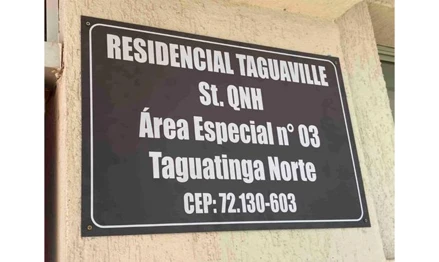 RESIDENCIAL TAGUAVILLE
St. QNH
Área Especial n° 03
Taguatinga Norte
CEP: 72.130-603